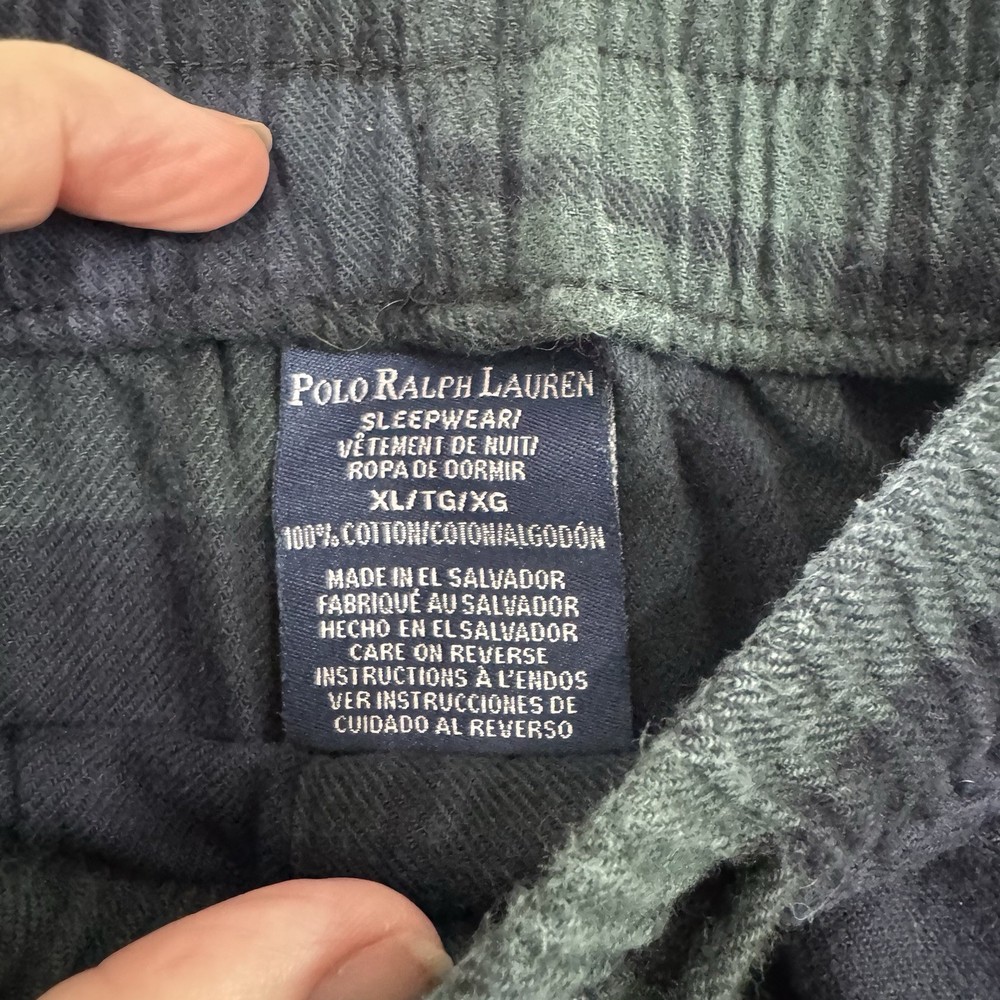 POLO RALPH LAUREN
SLEEPWEAR/
VÊTEMENT DE NUIT/
ROPA DE DORMIR
XL/TG/XG
100% COTTON/COTON/ALGODÓN
MADE IN EL SALVADOR
FABRIQUÉ AU SALVADOR
HECHO EN EL SALVADOR
CARE ON REVERSE
INSTRUCTIONS À L'ENDOS
VER INSTRUCCIONES DE
CUIDADO AL REVERSO